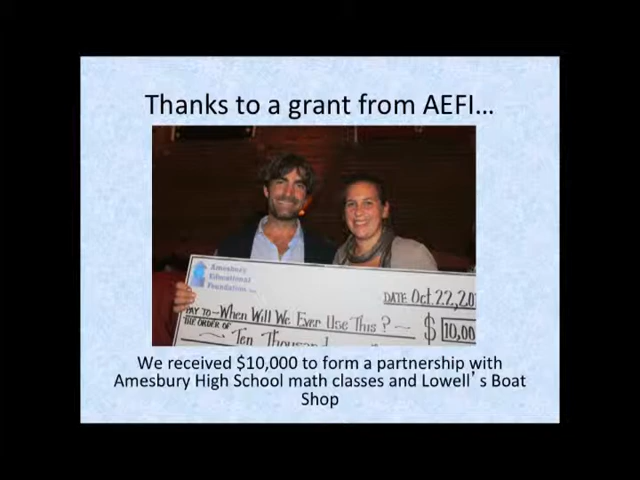 Thanks to a grant from AEFI...
Amesbury
Educational
Foundation Inc.
DATE Oct.22,20
PAY TO~When Will We Ever Use This?~ $ 10,00
THE ORDER OF
~ Ten Thousand
We received $10,000 to form a partnership with
Amesbury High School math classes and Lowell's Boat
Shop